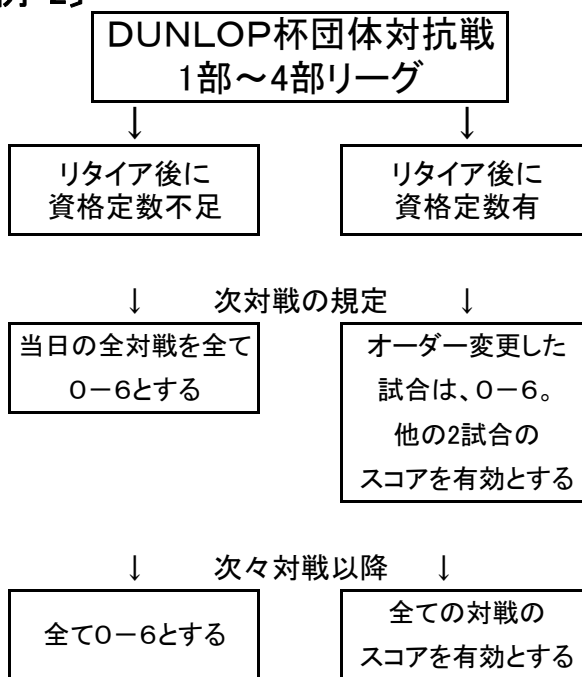 DUNLOP杯団体対抗戦
1部～4部リーグ
↓ ↓
リタイア後に
資格定数不足
リタイア後に
資格定数有
↓ 次対戦の規定 ↓
当日の全対戦を全て
０－６とする
オーダー変更した
試合は、０－６。
他の2試合の
スコアを有効とする
↓ 次々対戦以降 ↓
全て０－６とする
全ての対戦の
スコアを有効とする